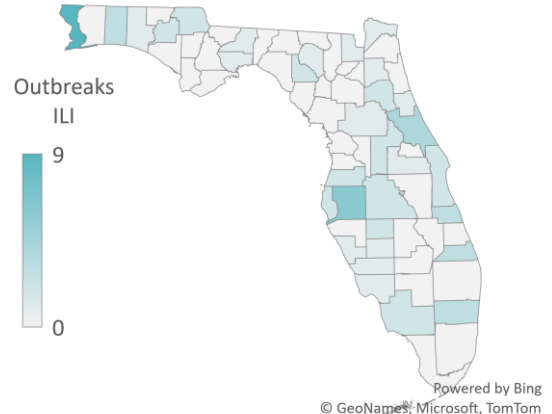 Outbreaks
ILI
9
0
Powered by Bing
© GeoNames, Microsoft, TomTom